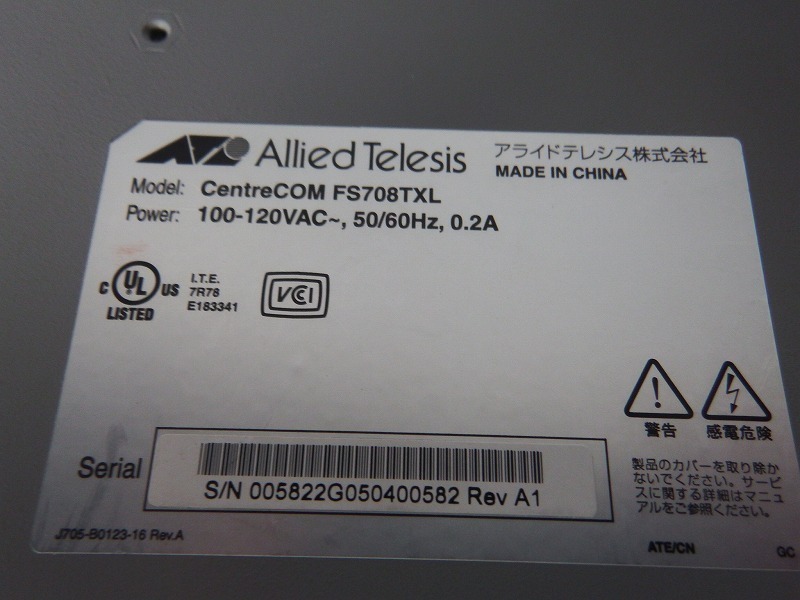 Allied Telesis アライドテレシス株式会社
MADE IN CHINA
Model: CentreCOM FS708TXL
Power: 100-120VAC~, 50/60Hz, 0.2A
C UL US
LISTED
I.T.E.
7R78
E183341
VCI
警告
感電危険
製品のカバーを取り除か
ないでください。サービ
スに関する詳細はマニュ
アルをご参照ください。
Serial
S/N 005822G050400582 Rev A1
J705-B0123-16 Rev.A
ATE/CN
GC